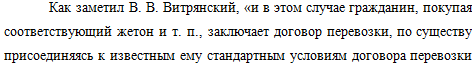 Как заметил В. В. Витрянский, «и в этом случае гражданин, покупая
соответствующий жетон и т. п., заключает договор перевозки, по существу
присоединяясь к известным ему стандартным условиям договора перевозки